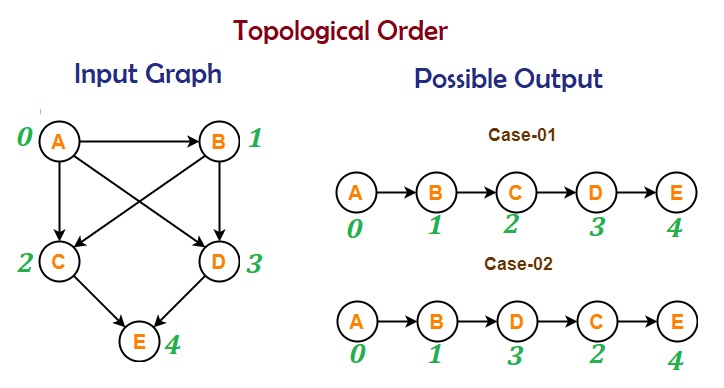 Topological Order
Input Graph
Possible Output
0 A B 1
2 C D 3
E 4
Case-01
A B C D E
0 1 2 3 4
Case-02
A B D C E
0 1 3 2 4